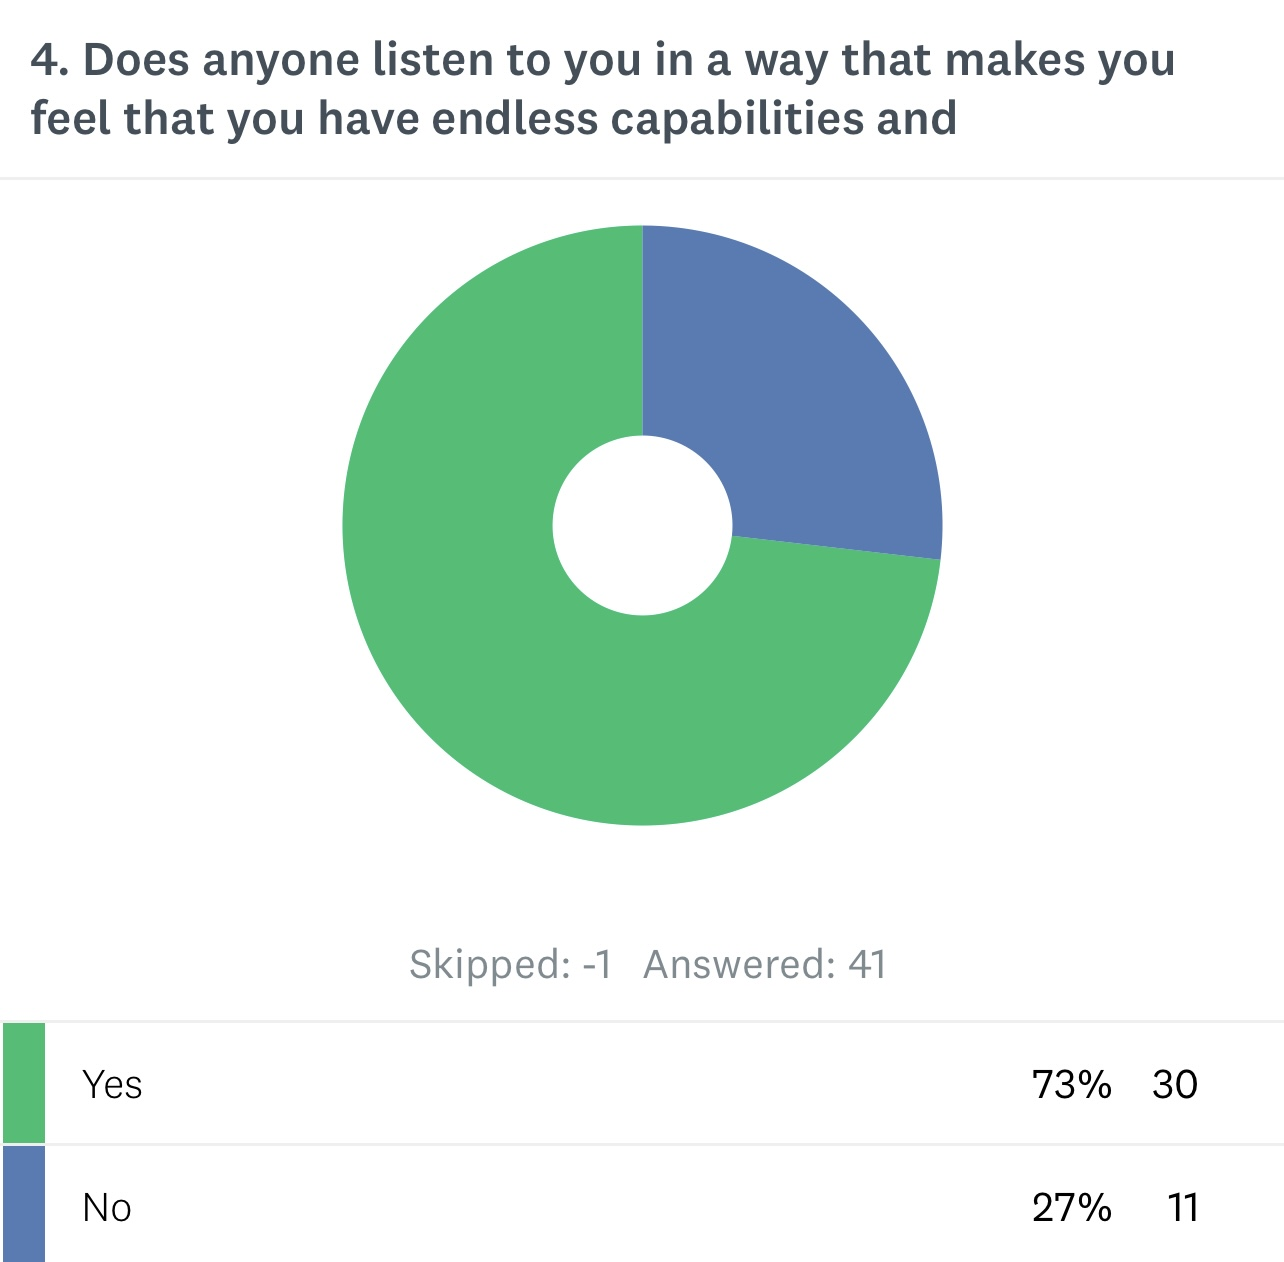 4. Does anyone listen to you in a way that makes you
feel that you have endless capabilities and
Skipped: -1 Answered: 41
Yes 73% 30
No 27% 11